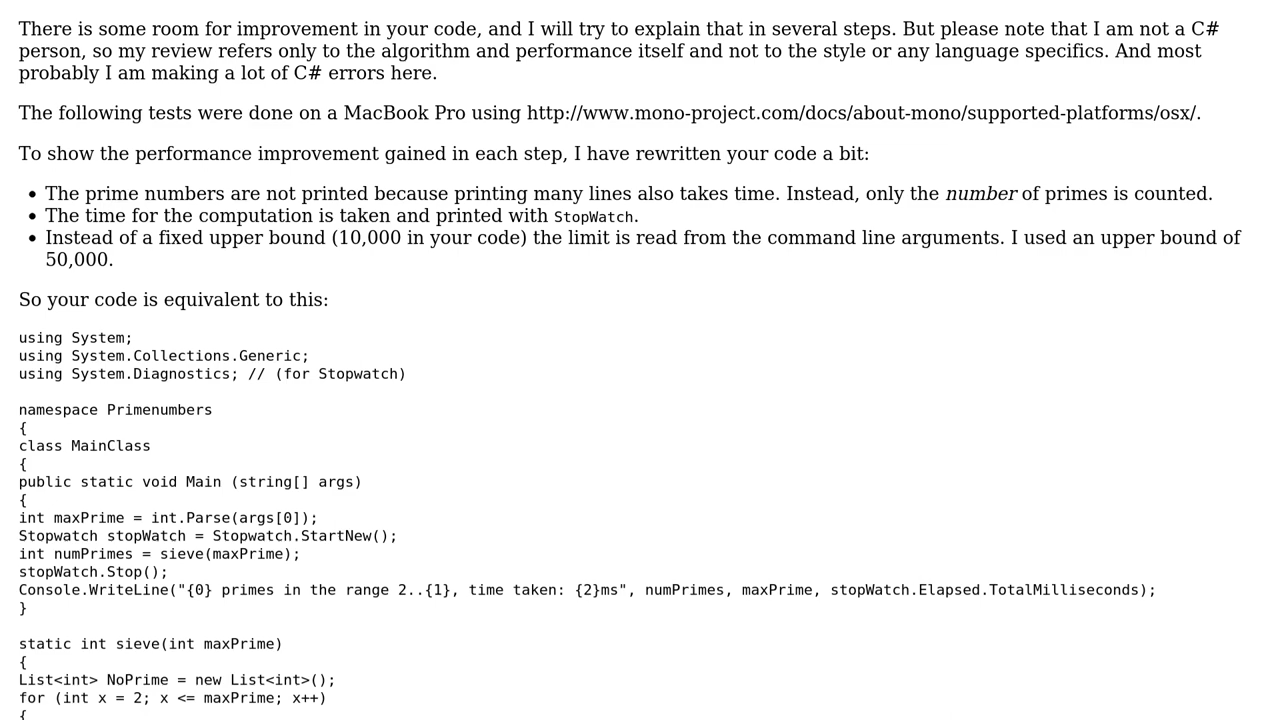 There is some room for improvement in your code, and I will try to explain that in several steps. But please note that I am not a C#
person, so my review refers only to the algorithm and performance itself and not to the style or any language specifics. And most
probably I am making a lot of C# errors here.
The following tests were done on a MacBook Pro using http://www.mono-project.com/docs/about-mono/supported-platforms/osx/.
To show the performance improvement gained in each step, I have rewritten your code a bit:
• The prime numbers are not printed because printing many lines also takes time. Instead, only the number of primes is counted.
• The time for the computation is taken and printed with StopWatch.
• Instead of a fixed upper bound (10,000 in your code) the limit is read from the command line arguments. I used an upper bound of
50,000.
So your code is equivalent to this:
using System;
using System.Collections.Generic;
using System.Diagnostics; // (for Stopwatch)
namespace Primenumbers
{
class MainClass
{
public static void Main (string[] args)
{
int maxPrime = int.Parse(args[0]);
Stopwatch stopWatch = Stopwatch.StartNew();
int numPrimes = sieve(maxPrime);
stopWatch.Stop();
Console.WriteLine("{0} primes in the range 2..{1}, time taken: {2}ms", numPrimes, maxPrime, stopWatch.Elapsed.TotalMilliseconds);
}
static int sieve(int maxPrime)
{
List<int> NoPrime = new List<int>();
for (int x = 2; x <= maxPrime; x++)
{